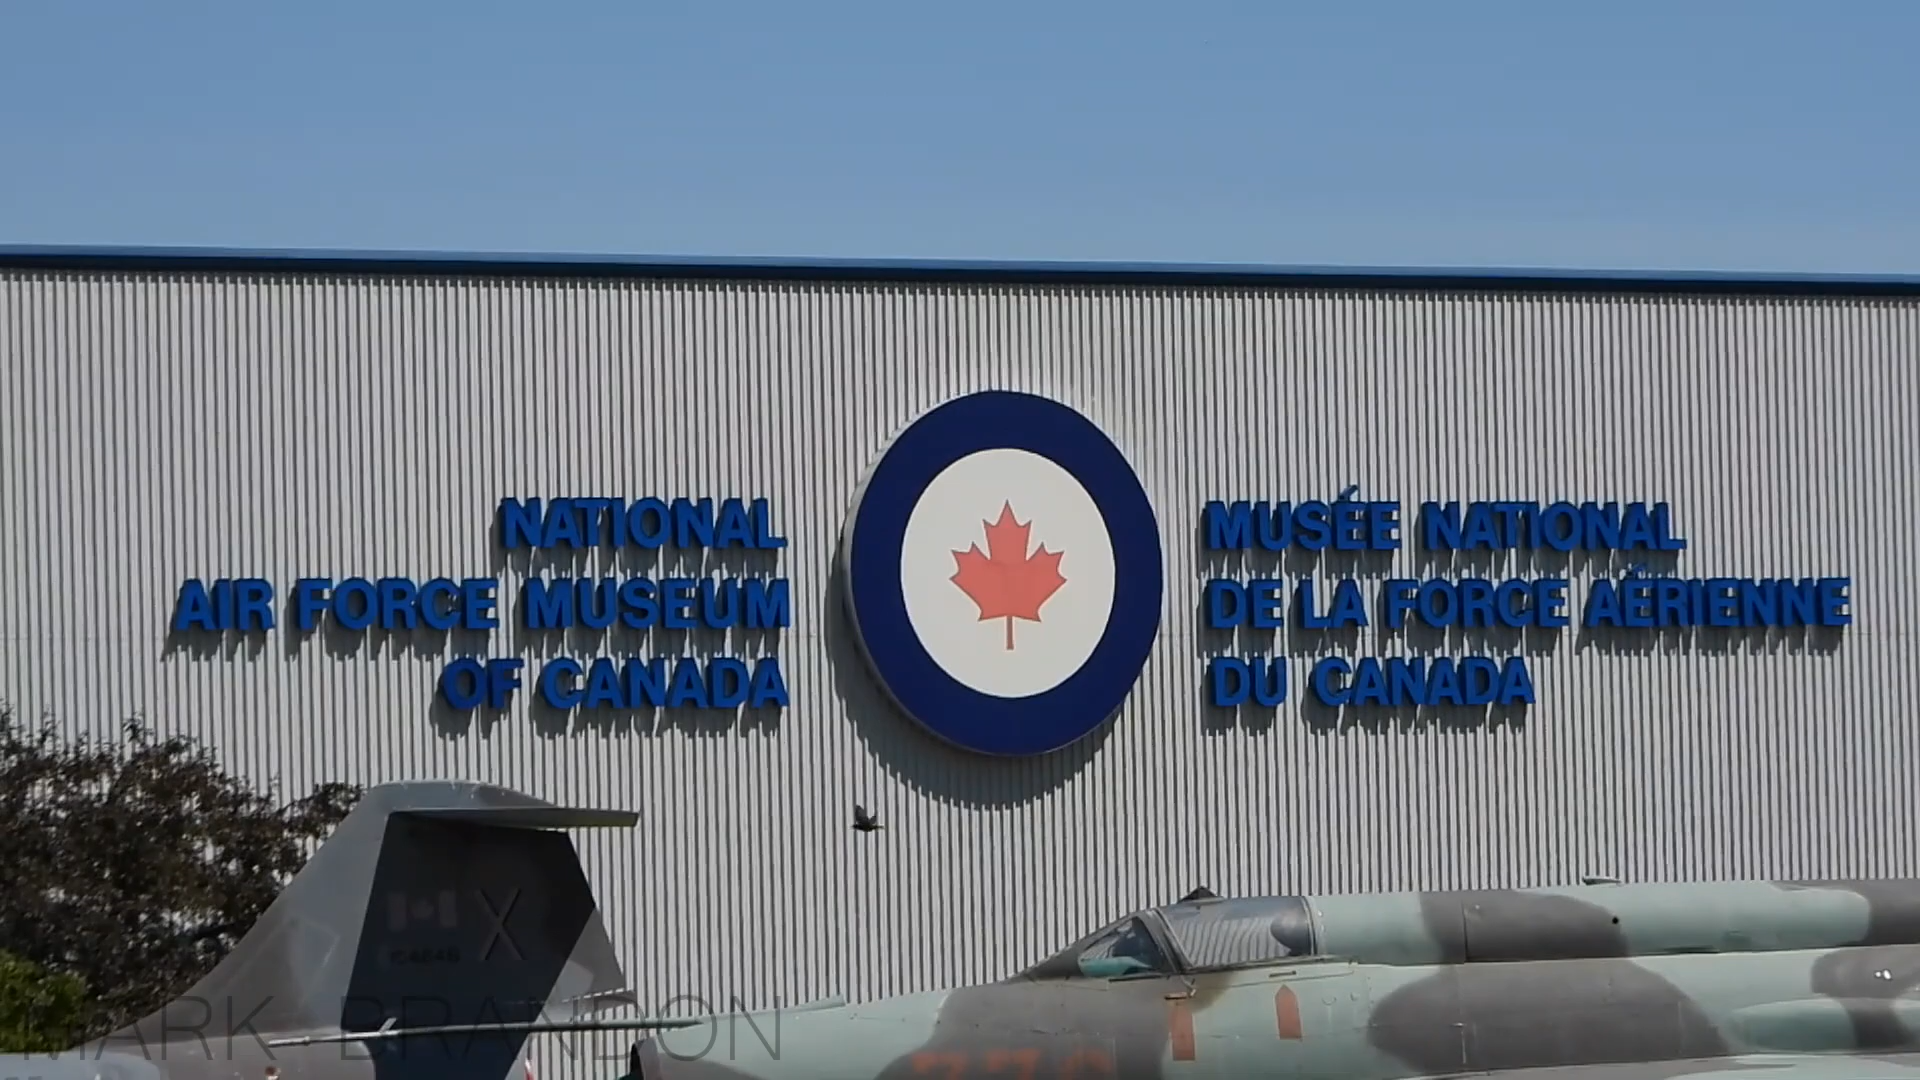 NATIONAL
AIR FORCE MUSEUM
OF CANADA
MUSÉE NATIONAL
DE LA FORCE AÉRIENNE
DU CANADA
X
MARK BRANDON